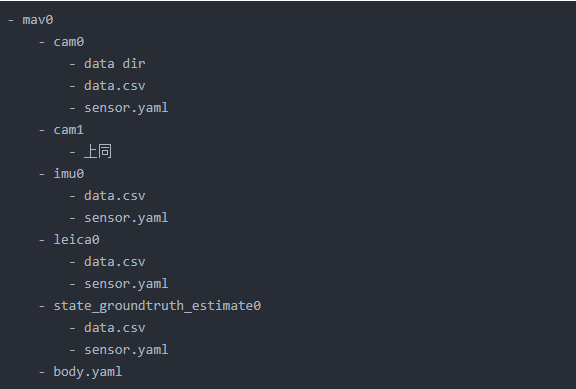 - mav0
- cam0
- data dir
- data.csv
- sensor.yaml
- cam1
- 上同
- imu0
- data.csv
- sensor.yaml
- leica0
- data.csv
- sensor.yaml
- state_groundtruth_estimate0
- data.csv
- sensor.yaml
- body.yaml